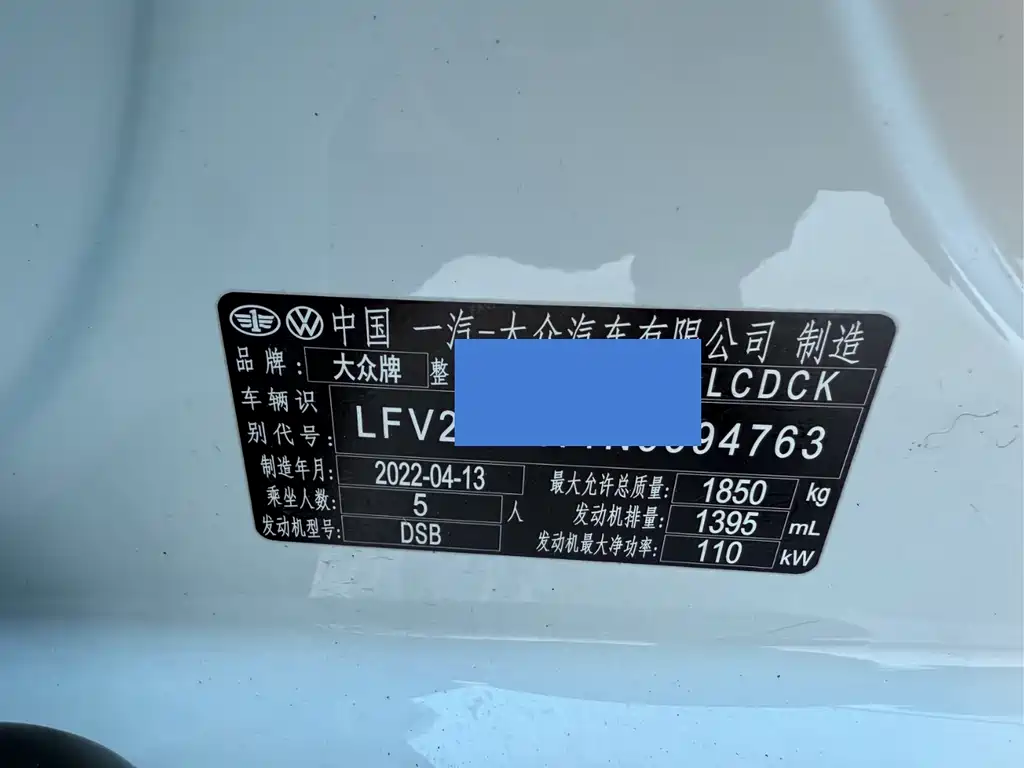 中国 一汽-大众汽车有限公司 制造
品牌: 大众牌 整 LCDCK
车辆识别代号: LFV2 94763
制造年月: 2022-04-13 最大允许总质量: 1850 kg
乘坐人数: 5 人 发动机排量: 1395 mL
发动机型号: DSB 发动机最大净功率: 110 kW